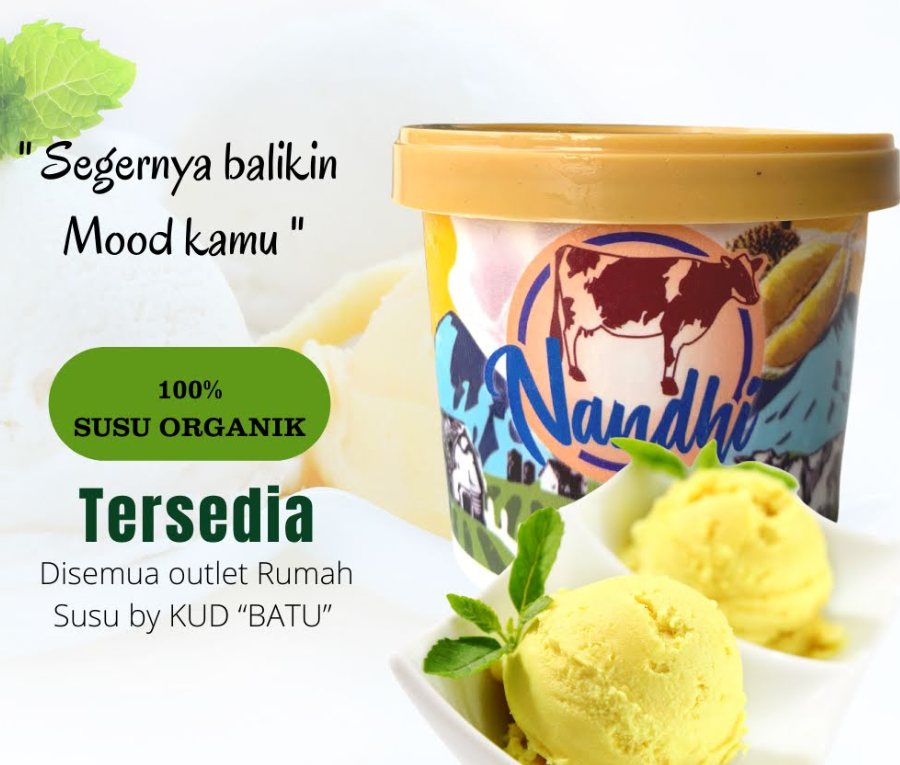 " Segernya balikin
Mood kamu "
100%
SUSU ORGANIK
Tersedia
Disemua outlet Rumah
Susu by KUD “BATU”
Nandhi